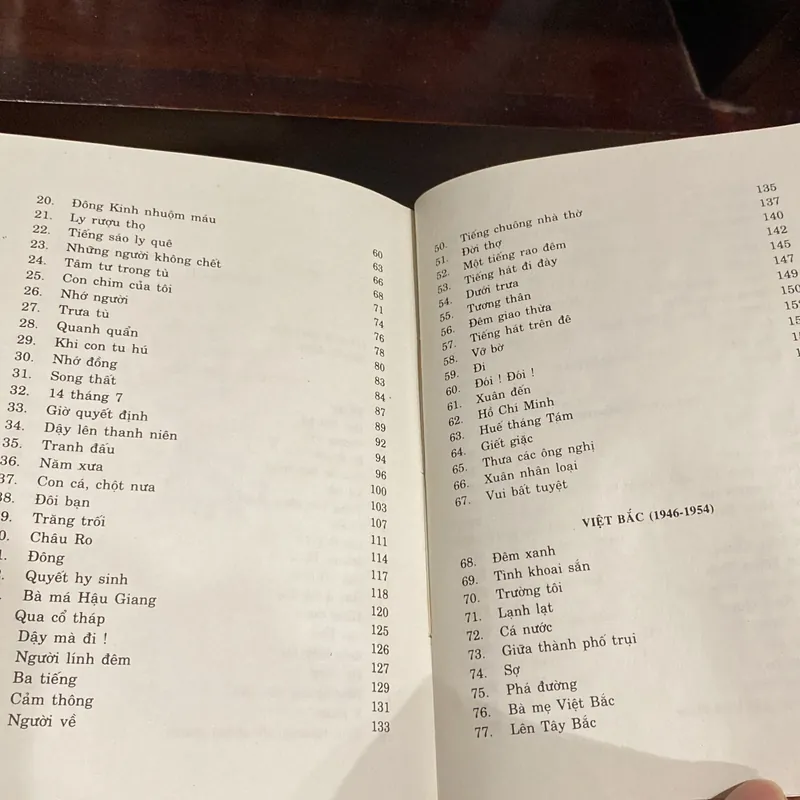 20. Đông Kinh nhuộm máu 60
21. Ly rượu thọ 63
22. Tiếng sáo ly quê 66
23. Những người không chết 68
24. Tâm tư trong tù 71
25. Con chim của tôi 74
26. Nhớ người 76
27. Trưa tù 78
28. Quanh quẩn 80
29. Khi con tu hú 83
30. Nhớ đồng 84
31. Song thất 87
32. 14 tháng 7 89
33. Giờ quyết định 92
34. Dậy lên thanh niên 94
35. Tranh đấu 96
36. Năm xưa 100
37. Con cá, chột nưa 103
8. Đôi bạn 107
9. Trăng trối 111
0. Châu Ro 114
1. Đông 117
Quyết hy sinh 118
Bà má Hậu Giang 120
Qua cổ tháp 125
Dậy mà đi ! 126
Người lính đêm 127
Ba tiếng 129
Cảm thông 131
Người về 133
50. Tiếng chuông nhà thờ 135
51. Đời thợ 137
52. Một tiếng rao đêm 140
53. Tiếng hát đi đày 142
54. Dưới trưa 145
55. Tương thân 147
56. Đêm giao thừa 149
57. Tiếng hát trên đê 150
58. Vỡ bờ
59. Đi
60. Đói ! Đói !
61. Xuân đến
62. Hồ Chí Minh
63. Huế tháng Tám
64. Giết giặc
65. Thưa các ông nghị
66. Xuân nhân loại
67. Vui bất tuyệt
VIỆT BẮC (1946-1954)
68. Đêm xanh
69. Tình khoai sắn
70. Trường tôi
71. Lạnh lạt
72. Cá nước
73. Giữa thành phố trụi
74. Sợ
75. Phá đường
76. Bà mẹ Việt Bắc
77. Lên Tây Bắc